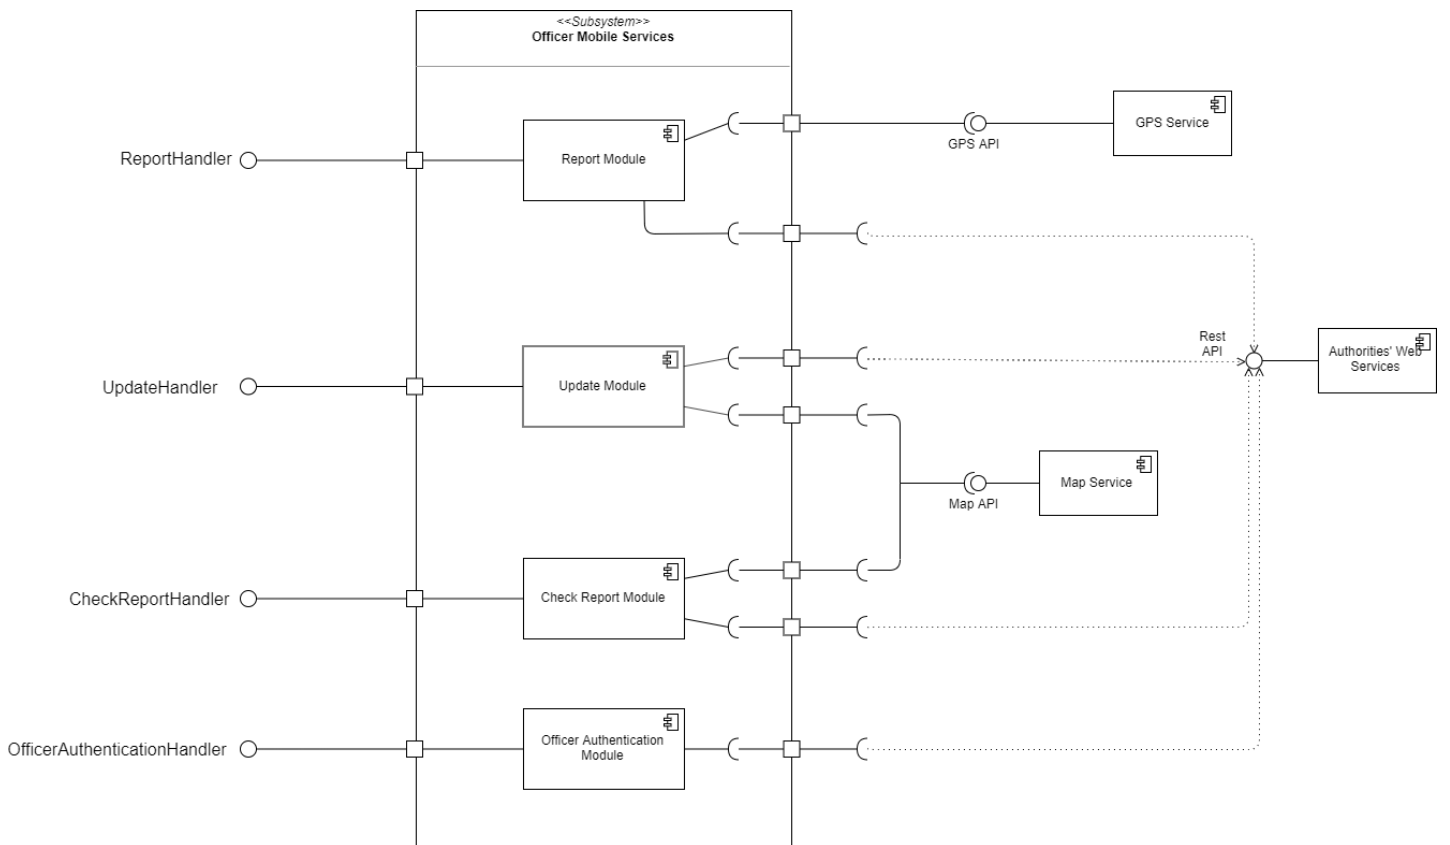 <<Subsystem>>
Officer Mobile Services
GPS Service
GPS API
ReportHandler
Report Module
Rest
API
Authorities' Web
Services
UpdateHandler
Update Module
Map Service
Map API
CheckReportHandler
Check Report Module
OfficerAuthenticationHandler
Officer Authentication
Module